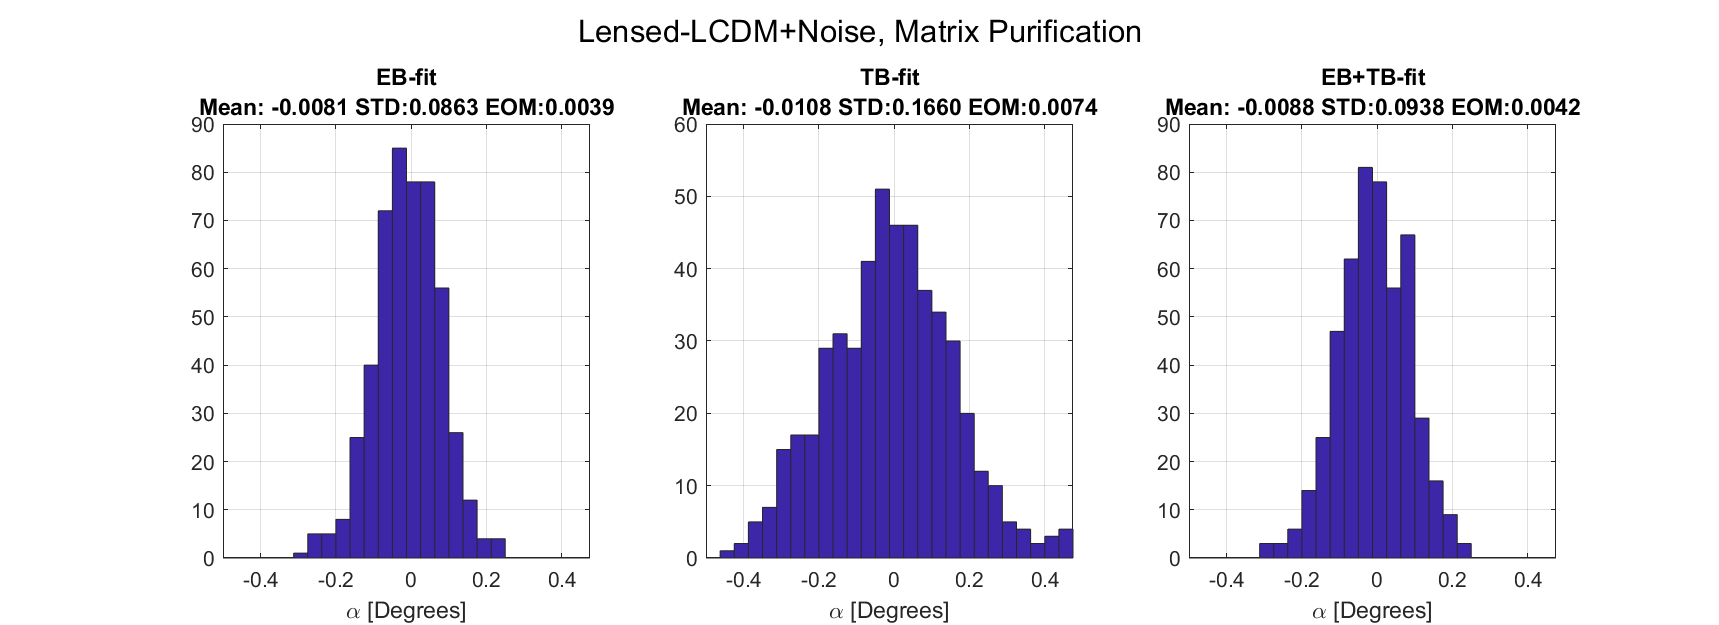 Lensed-LCDM+Noise, Matrix Purification
EB-fit
Mean: -0.0081 STD:0.0863 EOM:0.0039
90
80
70
60
50
40
30
20
10
0
-0.4 -0.2 0 0.2 0.4
α [Degrees]
TB-fit
Mean: -0.0108 STD:0.1660 EOM:0.0074
60
50
40
30
20
10
0
-0.4 -0.2 0 0.2 0.4
α [Degrees]
EB+TB-fit
Mean: -0.0088 STD:0.0938 EOM:0.0042
90
80
70
60
50
40
30
20
10
0
-0.4 -0.2 0 0.2 0.4
α [Degrees]